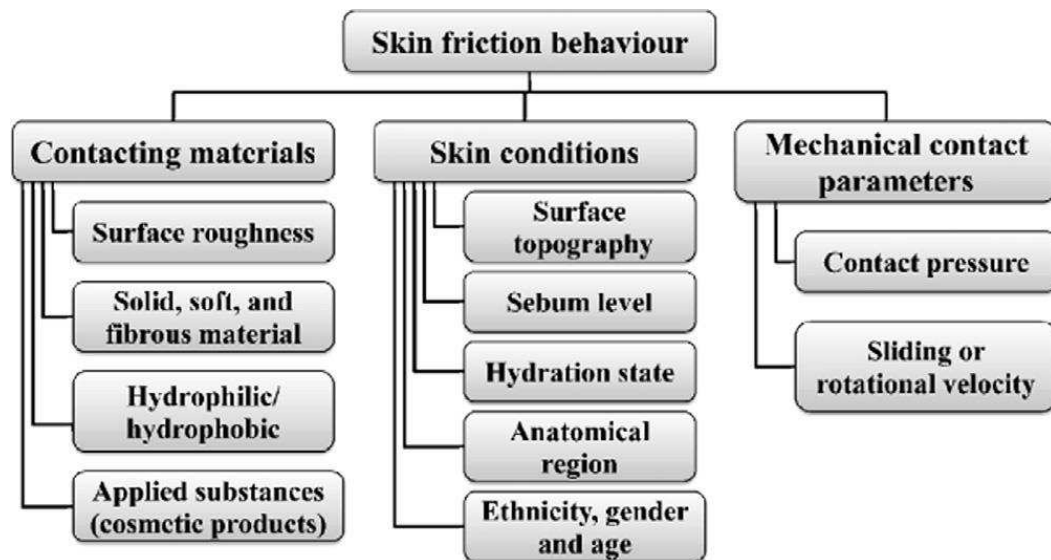 Skin friction behaviour
Contacting materials
Surface roughness
Solid, soft, and
fibrous material
Hydrophilic/
hydrophobic
Applied substances
(cosmetic products)
Skin conditions
Surface
topography
Sebum level
Hydration state
Anatomical
region
Ethnicity, gender
and age
Mechanical contact
parameters
Contact pressure
Sliding or
rotational velocity